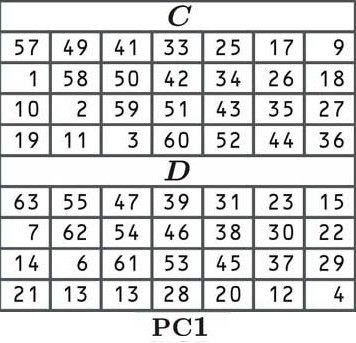 C
57 49 41 33 25 17 9
1 58 50 42 34 26 18
10 2 59 51 43 35 27
19 11 3 60 52 44 36
D
63 55 47 39 31 23 15
7 62 54 46 38 30 22
14 6 61 53 45 37 29
21 13 13 28 20 12 4
PC1